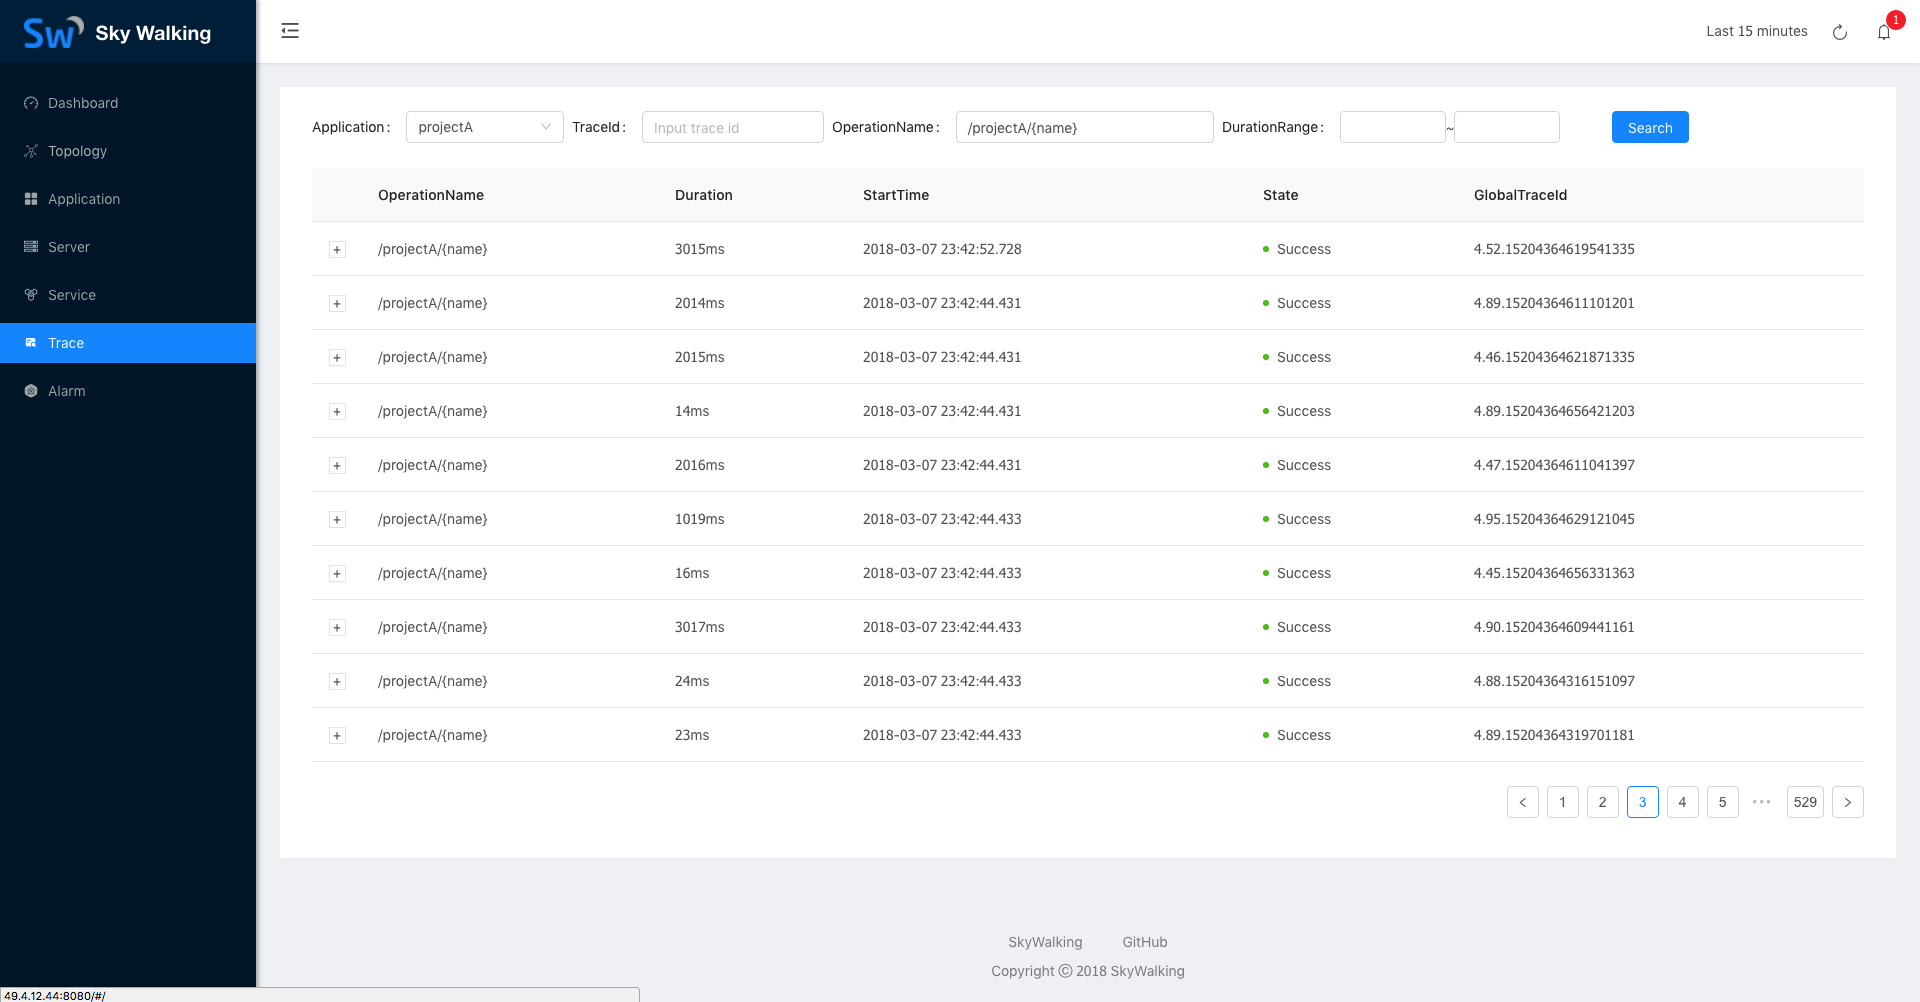 Sw Sky Walking
Last 15 minutes
1
Dashboard
Topology
Application
Server
Service
Trace
Alarm
Application : projectA TraceId : Input trace id OperationName : /projectA/{name} DurationRange : ~ Search
OperationName Duration StartTime State GlobalTraceId
+ /projectA/{name} 3015ms 2018-03-07 23:42:52.728 Success 4.52.15204364619541335
+ /projectA/{name} 2014ms 2018-03-07 23:42:44.431 Success 4.89.15204364611101201
+ /projectA/{name} 2015ms 2018-03-07 23:42:44.431 Success 4.46.15204364621871335
+ /projectA/{name} 14ms 2018-03-07 23:42:44.431 Success 4.89.15204364656421203
+ /projectA/{name} 2016ms 2018-03-07 23:42:44.431 Success 4.47.15204364611041397
+ /projectA/{name} 1019ms 2018-03-07 23:42:44.433 Success 4.95.15204364629121045
+ /projectA/{name} 16ms 2018-03-07 23:42:44.433 Success 4.45.15204364656331363
+ /projectA/{name} 3017ms 2018-03-07 23:42:44.433 Success 4.90.15204364609441161
+ /projectA/{name} 24ms 2018-03-07 23:42:44.433 Success 4.88.15204364316151097
+ /projectA/{name} 23ms 2018-03-07 23:42:44.433 Success 4.89.15204364319701181
< 1 2 3 4 5 ••• 529 >
SkyWalking GitHub
Copyright © 2018 SkyWalking
49.4.12.44:8080/#/